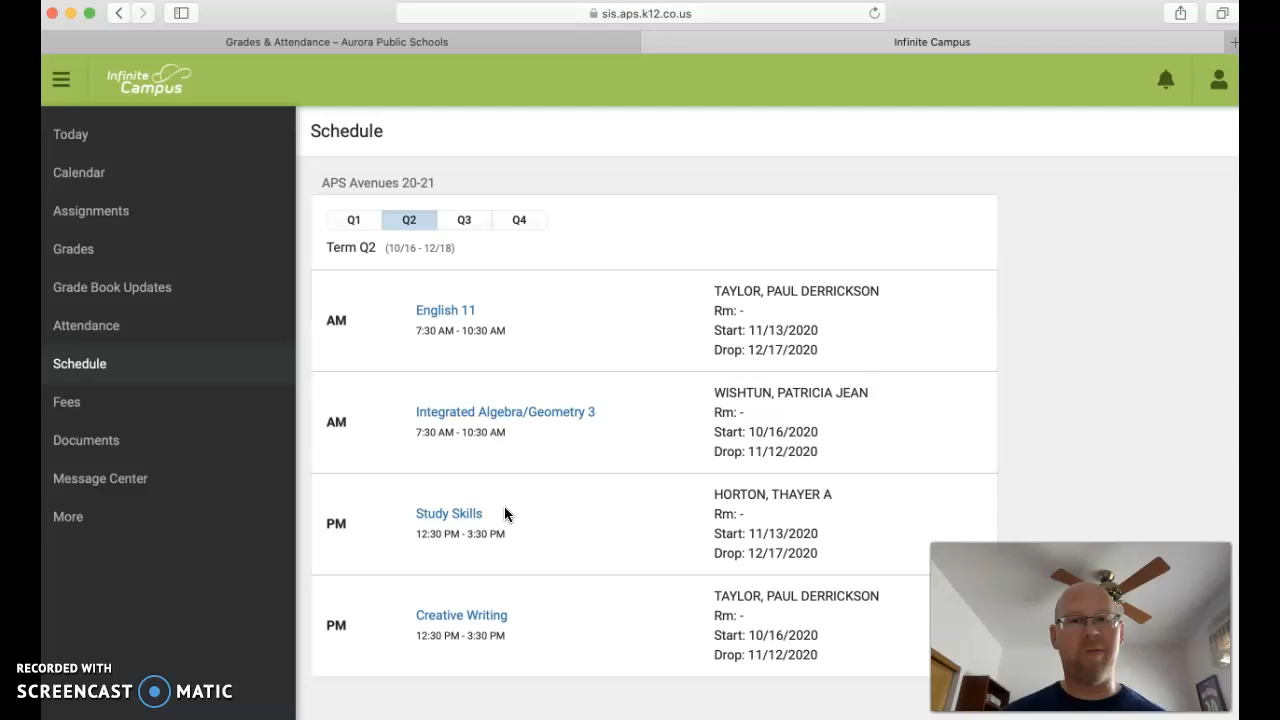 sis.aps.k12.co.us
Grades & Attendance – Aurora Public Schools
Infinite Campus
Infinite
Campus
Today
Calendar
Assignments
Grades
Grade Book Updates
Attendance
Schedule
Fees
Documents
Message Center
More
Schedule
APS Avenues 20-21
Q1 Q2 Q3 Q4
Term Q2 (10/16 - 12/18)
AM
English 11
7:30 AM - 10:30 AM
TAYLOR, PAUL DERRICKSON
Rm: -
Start: 11/13/2020
Drop: 12/17/2020
AM
Integrated Algebra/Geometry 3
7:30 AM - 10:30 AM
WISHTUN, PATRICIA JEAN
Rm: -
Start: 10/16/2020
Drop: 11/12/2020
PM
Study Skills
12:30 PM - 3:30 PM
HORTON, THAYER A
Rm: -
Start: 11/13/2020
Drop: 12/17/2020
PM
Creative Writing
12:30 PM - 3:30 PM
TAYLOR, PAUL DERRICKSON
Rm: -
Start: 10/16/2020
Drop: 11/12/2020
RECORDED WITH
SCREENCAST MATIC